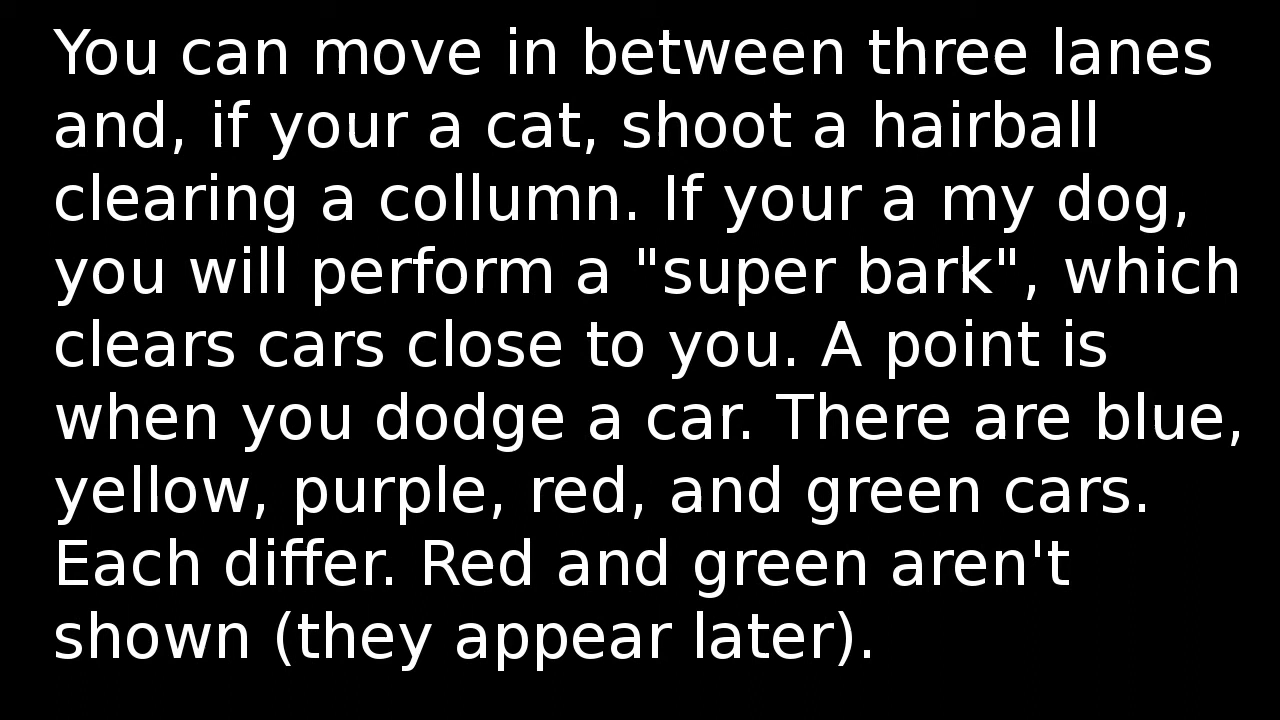 You can move in between three lanes
and, if your a cat, shoot a hairball
clearing a collumn. If your a my dog,
you will perform a "super bark", which
clears cars close to you. A point is
when you dodge a car. There are blue,
yellow, purple, red, and green cars.
Each differ. Red and green aren't
shown (they appear later).